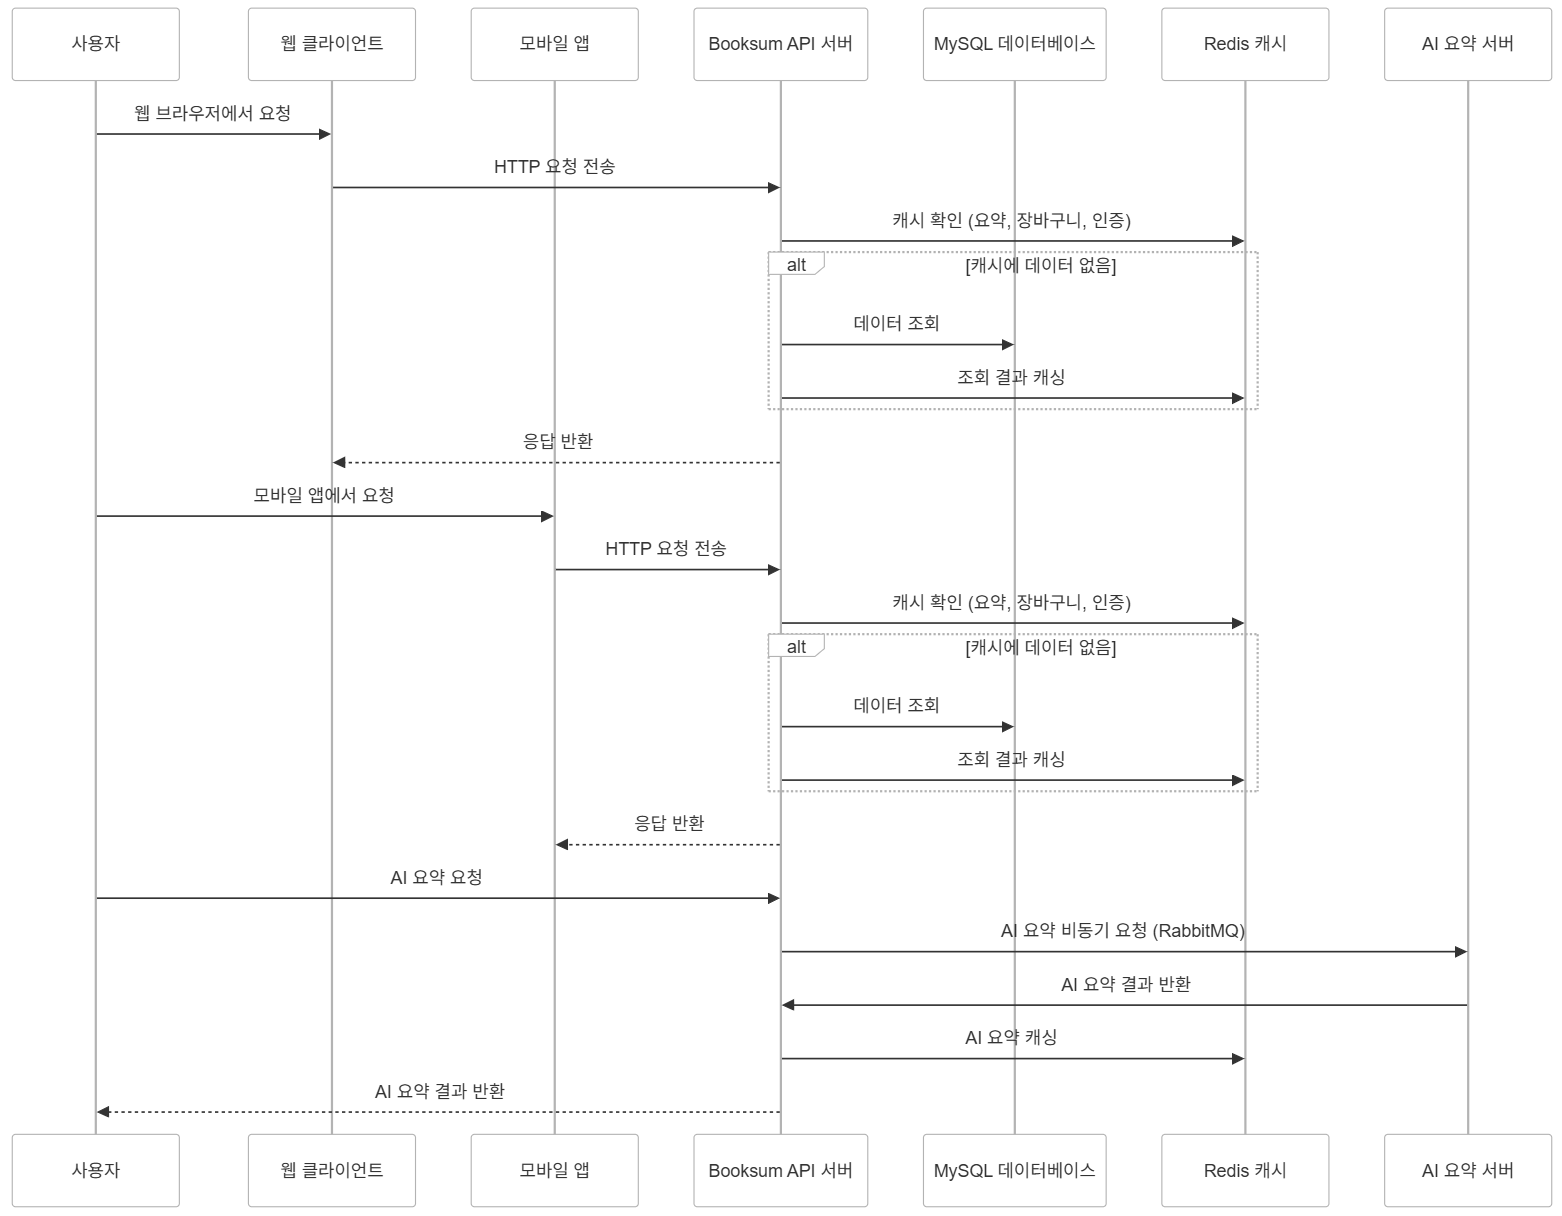 사용자
웹 클라이언트
모바일 앱
Booksum API 서버
MySQL 데이터베이스
Redis 캐시
AI 요약 서버
웹 브라우저에서 요청
HTTP 요청 전송
캐시 확인 (요약, 장바구니, 인증)
alt
[캐시에 데이터 없음]
데이터 조회
조회 결과 캐싱
응답 반환
모바일 앱에서 요청
HTTP 요청 전송
캐시 확인 (요약, 장바구니, 인증)
alt
[캐시에 데이터 없음]
데이터 조회
조회 결과 캐싱
응답 반환
AI 요약 요청
AI 요약 비동기 요청 (RabbitMQ)
AI 요약 결과 반환
AI 요약 캐싱
AI 요약 결과 반환
사용자
웹 클라이언트
모바일 앱
Booksum API 서버
MySQL 데이터베이스
Redis 캐시
AI 요약 서버